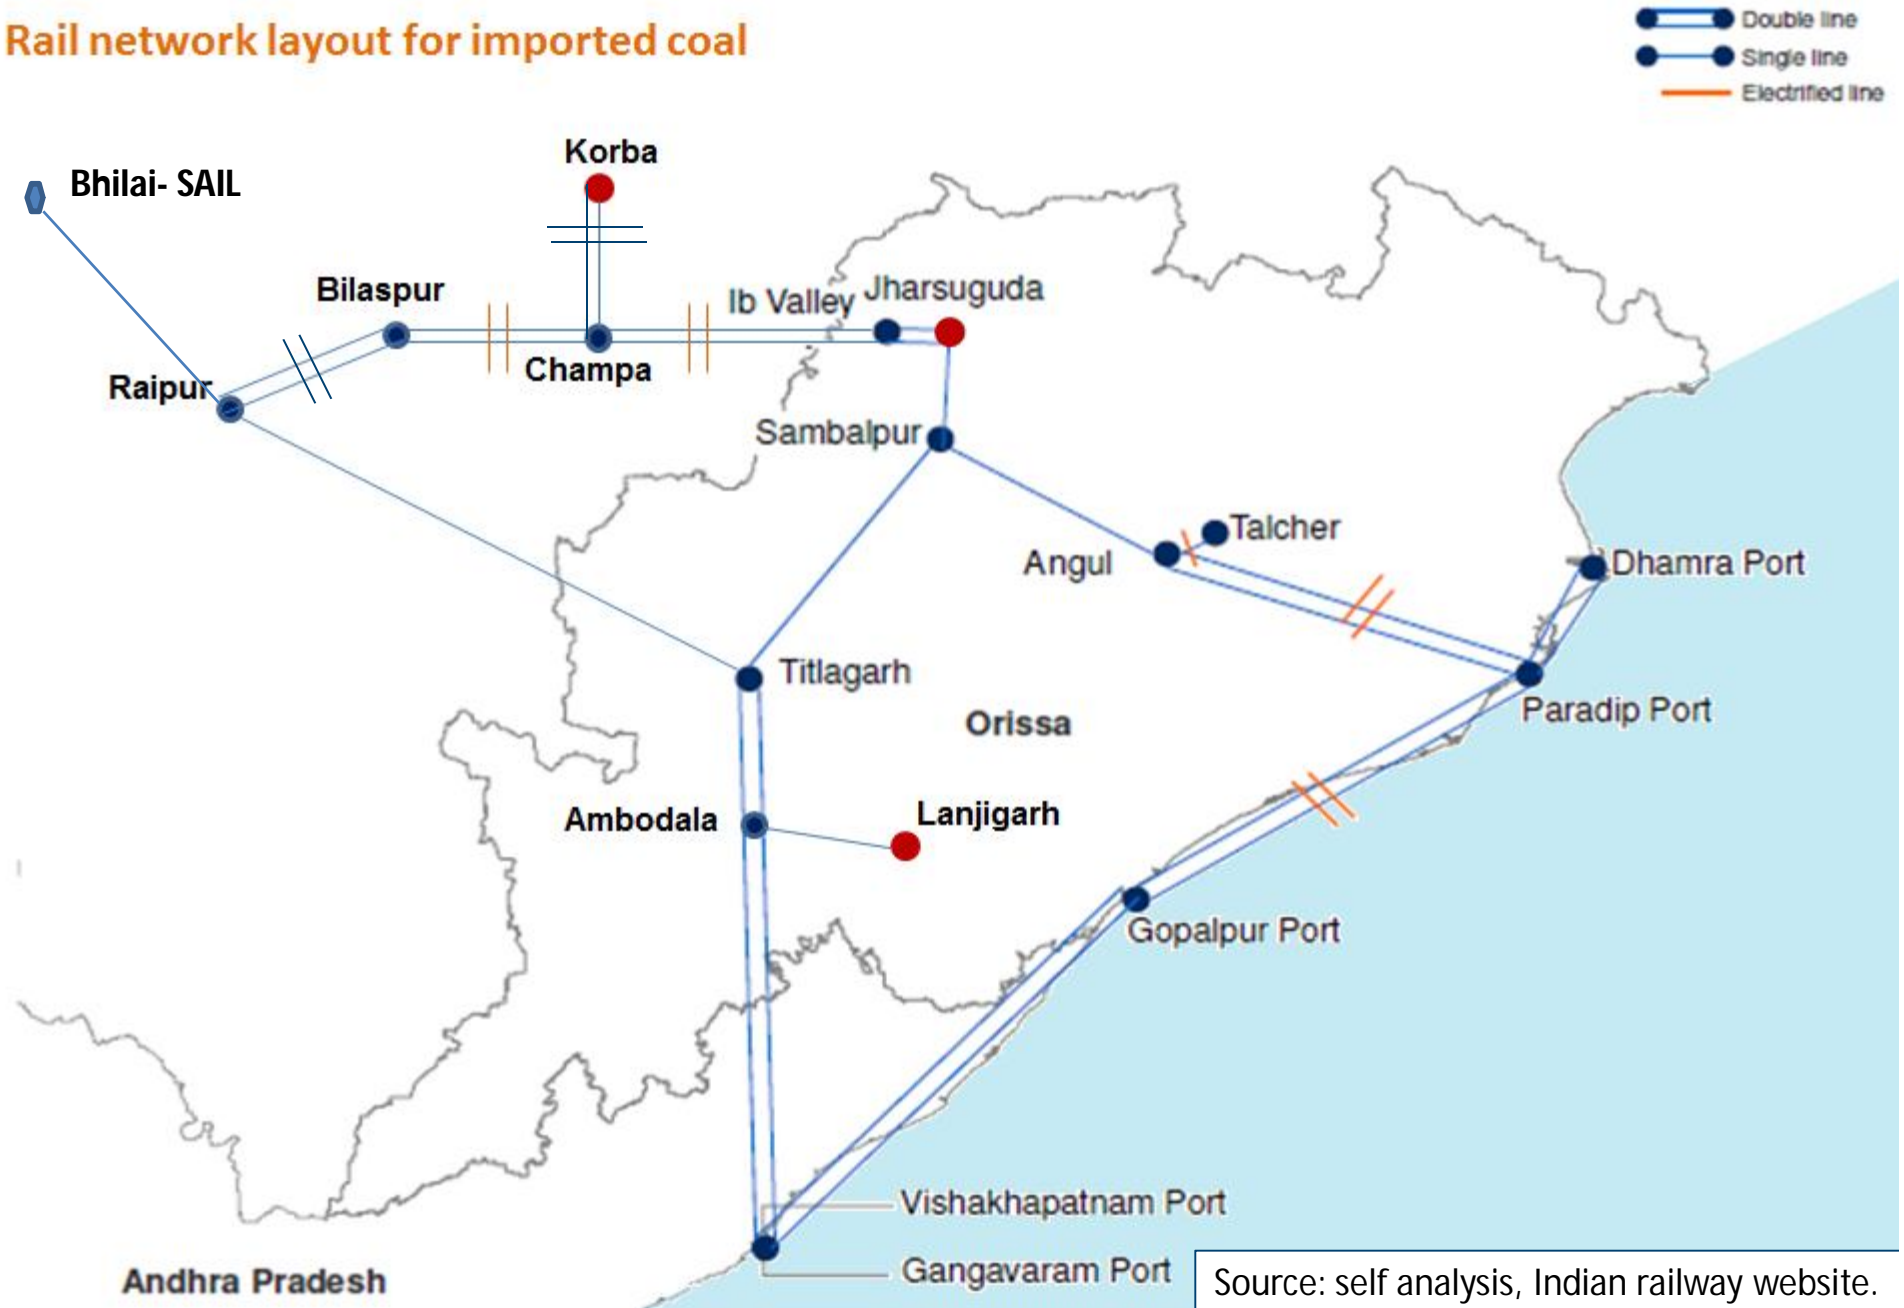 Rail network layout for imported coal
Double line
Single line
Electrified line
Korba
Bhilai- SAIL
Bilaspur
Ib Valley
Jharsuguda
Champa
Raipur
Sambalpur
Talcher
Angul
Dhamra Port
Titlagarh
Orissa
Paradip Port
Ambodala
Lanjigarh
Gopalpur Port
Vishakhapatnam Port
Gangavaram Port
Andhra Pradesh
Source: self analysis, Indian railway website.